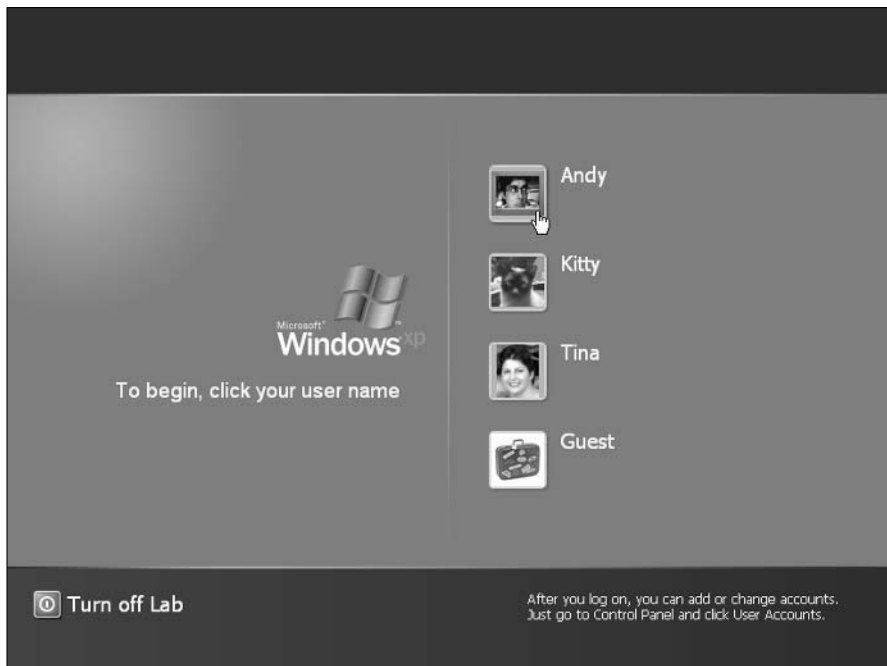 Andy
Kitty
Microsoft®
Windows xp
™
To begin, click your user name
Tina
Guest
Turn off Lab
After you log on, you can add or change accounts.
Just go to Control Panel and click User Accounts.